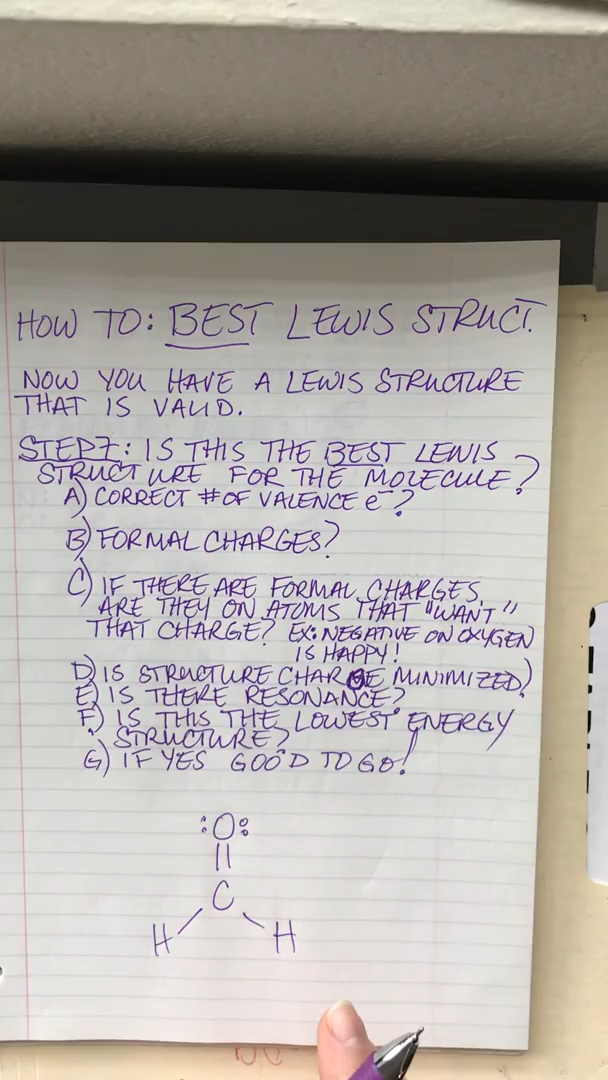 HOW TO: BEST LEWIS STRUCT.
NOW YOU HAVE A LEWIS STRUCTURE
THAT IS VALID.
STEP 7: IS THIS THE BEST LEWIS
STRUCTURE FOR THE MOLECULE?
A) CORRECT # OF VALENCE e⁻?
B) FORMAL CHARGES?
C) IF THERE ARE FORMAL CHARGES,
ARE THEY ON ATOMS THAT "WANT"
THAT CHARGE? EX: NEGATIVE ON OXYGEN
IS HAPPY!
D) IS STRUCTURE CHARGE MINIMIZED?
E) IS THERE RESONANCE?
F) IS THIS THE LOWEST ENERGY
STRUCTURE?
G) IF YES GOOD TO GO!
:O:
||
C
H H